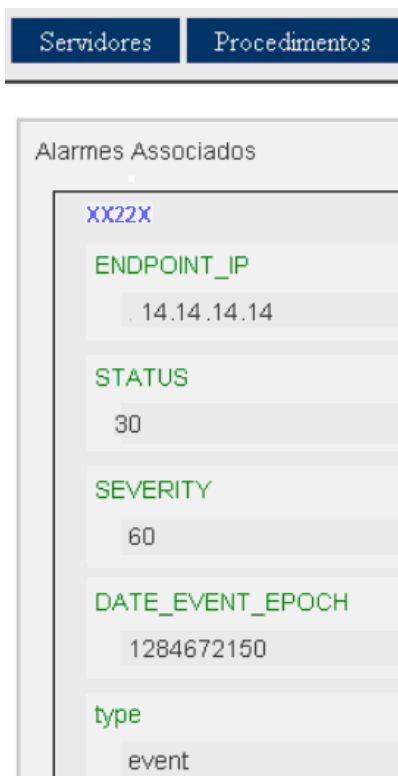 Servidores Procedimentos
Alarmes Associados
XX22X
ENDPOINT_IP
14.14.14.14
STATUS
30
SEVERITY
60
DATE_EVENT_EPOCH
1284672150
type
event